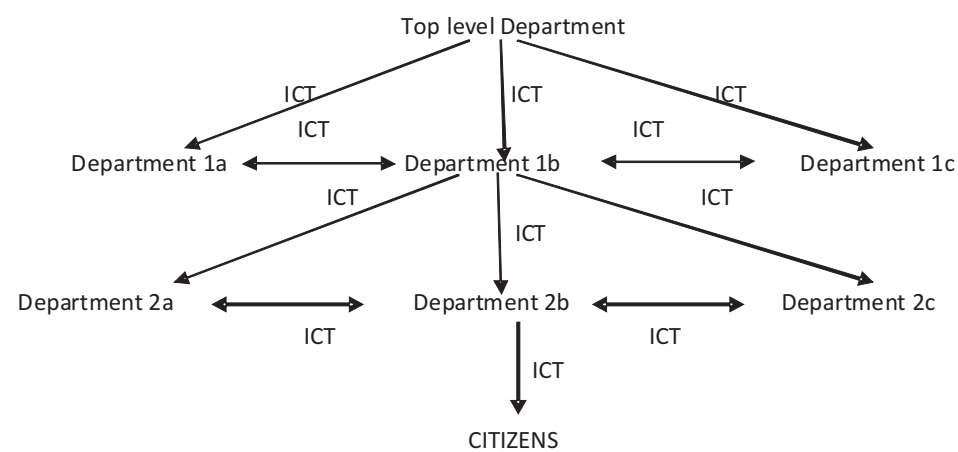 Top level Department
ICT
ICT
ICT
ICT
ICT
Department 1a
Department 1b
Department 1c
ICT
ICT
ICT
Department 2a
Department 2b
Department 2c
ICT
ICT
ICT
CITIZENS